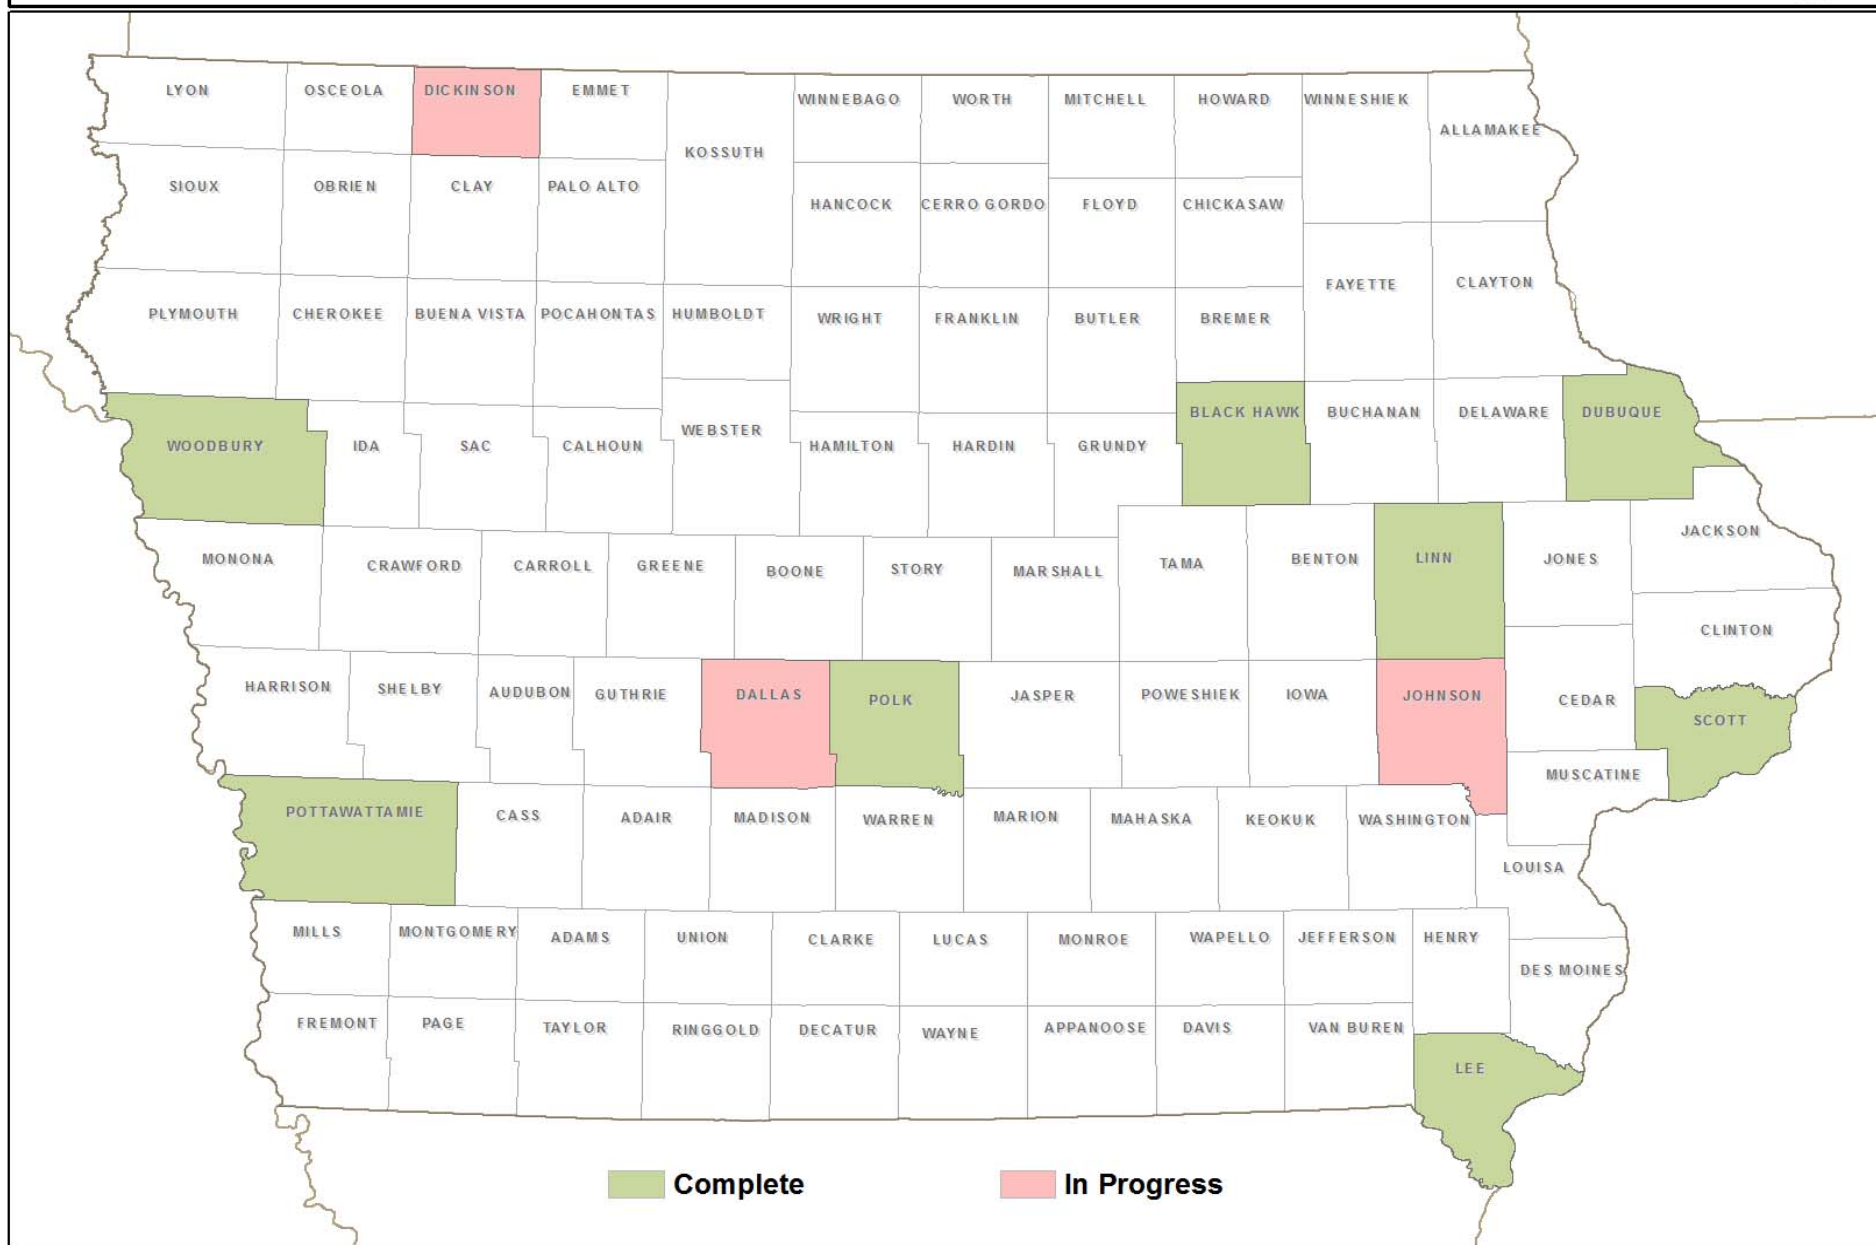 LYON
OSCEOLA
DICKINSON
EMMET
KOSSUTH
WINNEBAGO
WORTH
MITCHELL
HOWARD
WINNESHIEK
ALLAMAKEE
SIOUX
OBRIEN
CLAY
PALO ALTO
HANCOCK
CERRO GORDO
FLOYD
CHICKASAW
FAYETTE
CLAYTON
PLYMOUTH
CHEROKEE
BUENA VISTA
POCAHONTAS
HUMBOLDT
WRIGHT
FRANKLIN
BUTLER
BREMER
WOODBURY
IDA
SAC
CALHOUN
WEBSTER
HAMILTON
HARDIN
GRUNDY
BLACK HAWK
BUCHANAN
DELAWARE
DUBUQUE
MONONA
CRAWFORD
CARROLL
GREENE
BOONE
STORY
MARSHALL
TAMA
BENTON
LINN
JONES
JACKSON
CLINTON
HARRISON
SHELBY
AUDUBON
GUTHRIE
DALLAS
POLK
JASPER
POWESHIEK
IOWA
JOHNSON
CEDAR
SCOTT
MUSCATINE
POTTAWATTAMIE
CASS
ADAIR
MADISON
WARREN
MARION
MAHASKA
KEOKUK
WASHINGTON
LOUISA
MILLS
MONTGOMERY
ADAMS
UNION
CLARKE
LUCAS
MONROE
WAPELLO
JEFFERSON
HENRY
DES MOINES
FREMONT
PAGE
TAYLOR
RINGGOLD
DECATUR
WAYNE
APPANOOSE
DAVIS
VAN BUREN
LEE
Complete
In Progress